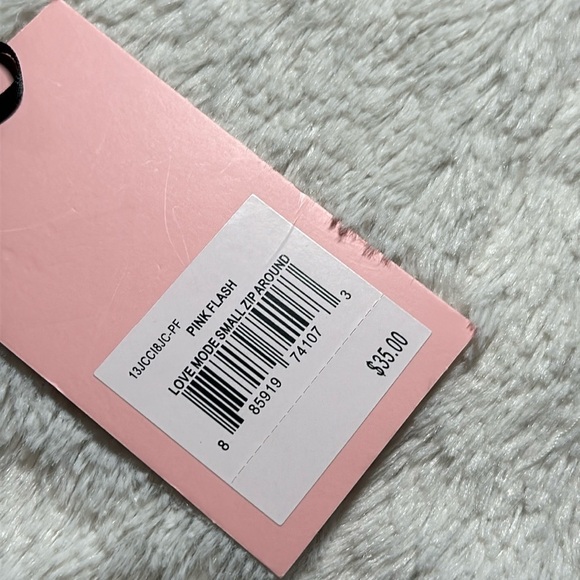 13JCCI8JC-PF
PINK FLASH
LOVE MODE SMALL ZIP AROUND
8 85919 74107 3
$35.00